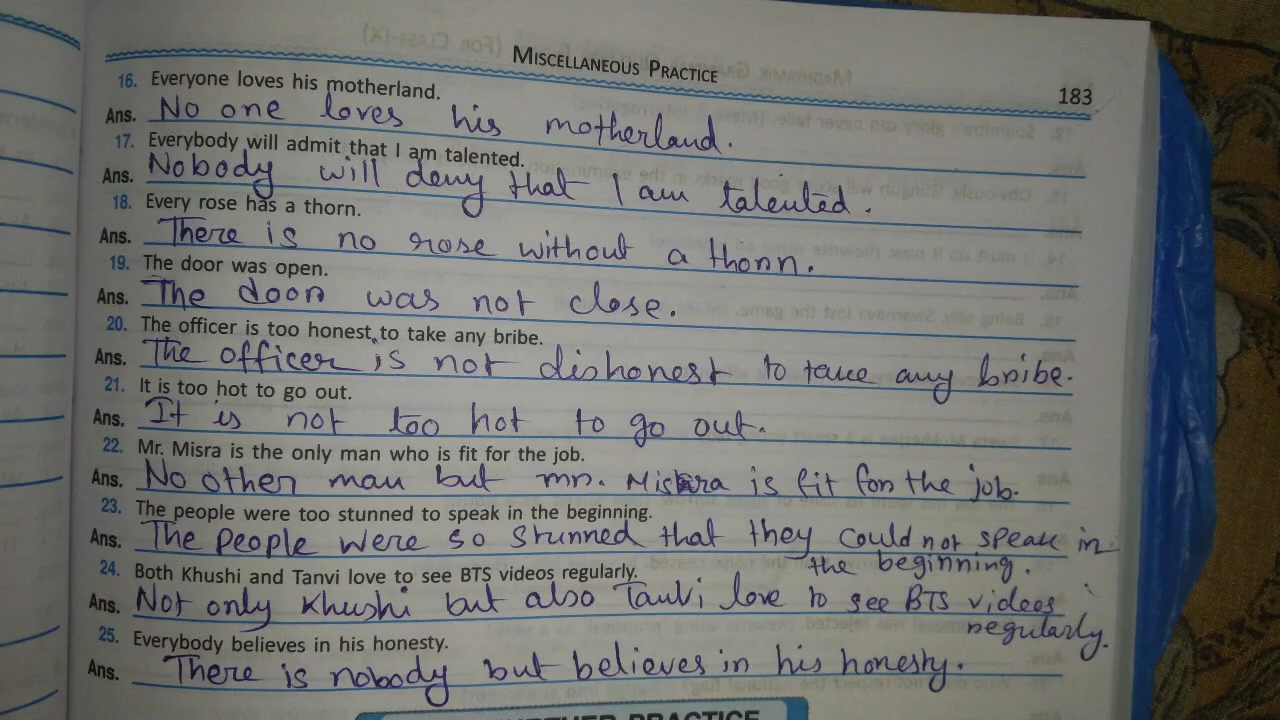 MISCELLANEOUS PRACTICE
183
16. Everyone loves his motherland.
Ans. No one loves his motherland.
17. Everybody will admit that I am talented.
Ans. Nobody will deny that I am talented.
18. Every rose has a thorn.
Ans. There is no rose without a thorn.
19. The door was open.
Ans. The door was not close.
20. The officer is too honest to take any bribe.
Ans. The officer is not dishonest to take any bribe.
21. It is too hot to go out.
Ans. It is not too hot to go out.
22. Mr. Misra is the only man who is fit for the job.
Ans. No other man but mr. Misra is fit for the job.
23. The people were too stunned to speak in the beginning.
Ans. The people were so stunned that they could not speak in
the beginning.
24. Both Khushi and Tanvi love to see BTS videos regularly.
Ans. Not only Khushi but also Tanvi love to see BTS videos
regularly.
25. Everybody believes in his honesty.
Ans. There is nobody but believes in his honesty.
PRACTICE